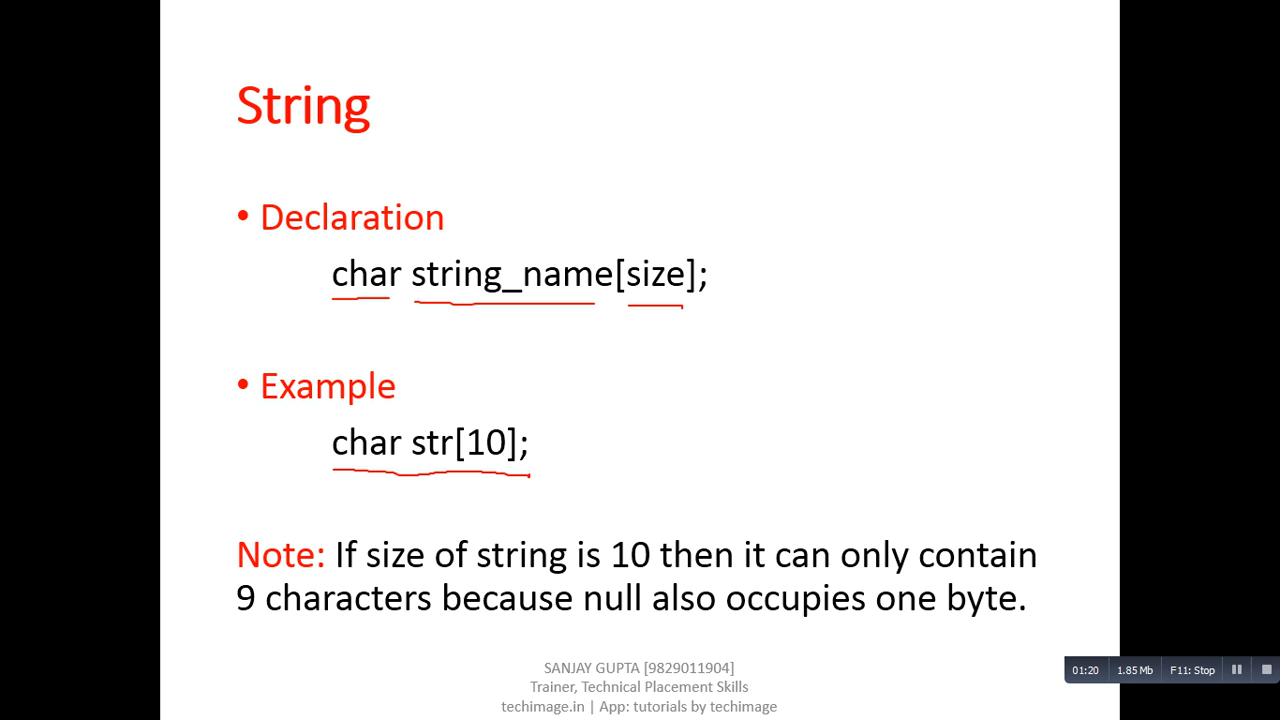 String
• Declaration
char string_name[size];
• Example
char str[10];
Note: If size of string is 10 then it can only contain
9 characters because null also occupies one byte.
SANJAY GUPTA [9829011904]
Trainer, Technical Placement Skills
techimage.in | App: tutorials by techimage
01:20 1.85 Mb F11: Stop